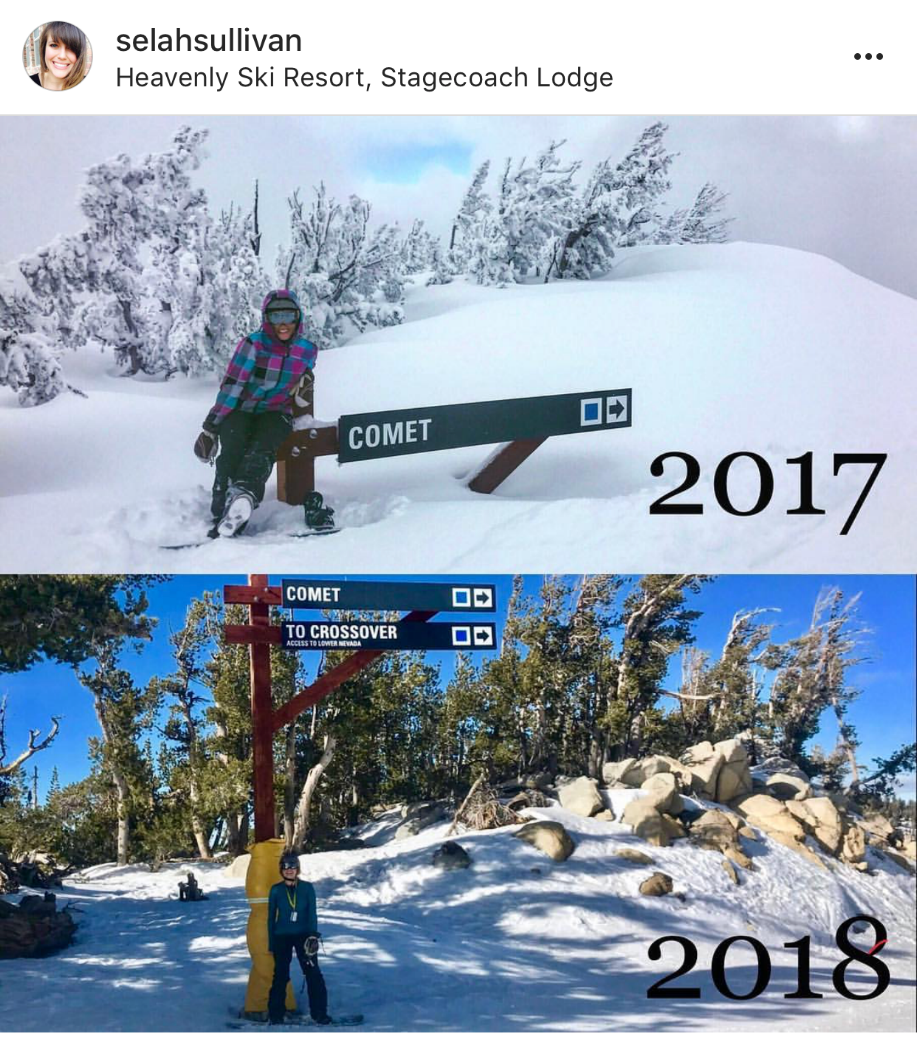 selahsullivan
Heavenly Ski Resort, Stagecoach Lodge
COMET
2017
COMET
TO CROSSOVER
ACCESS TO LOWER NEVADA
2018